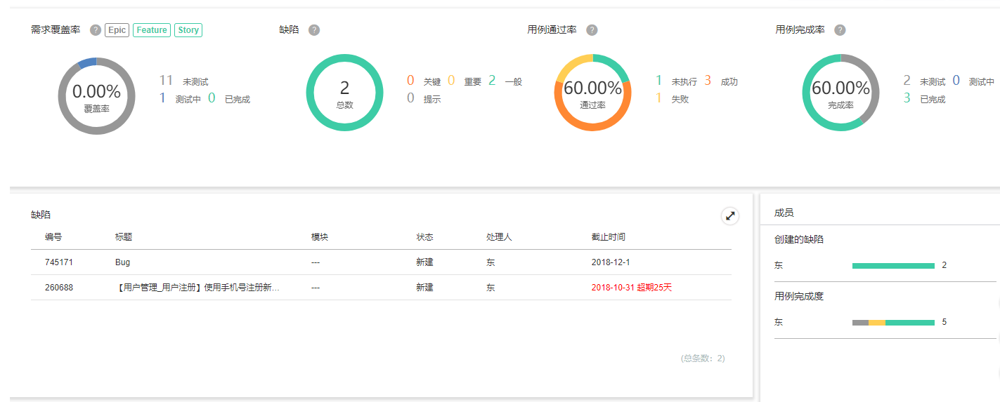 需求覆盖率 ? Epic Feature Story
0.00%
覆盖率
11 未测试
1 测试中 0 已完成
缺陷 ?
2
总数
0 关键 0 重要 2 一般
0 提示
用例通过率 ?
60.00%
通过率
1 未执行 3 成功
1 失败
用例完成率 ?
60.00%
完成率
2 未测试 0 测试中
3 已完成
缺陷
编号 标题 模块 状态 处理人 截止时间
745171 Bug --- 新建 东 2018-12-1
260688 【用户管理_用户注册】使用手机号注册新... --- 新建 东 2018-10-31 超期25天
(总条数：2)
成员
创建的缺陷
东 2
用例完成度
东 5